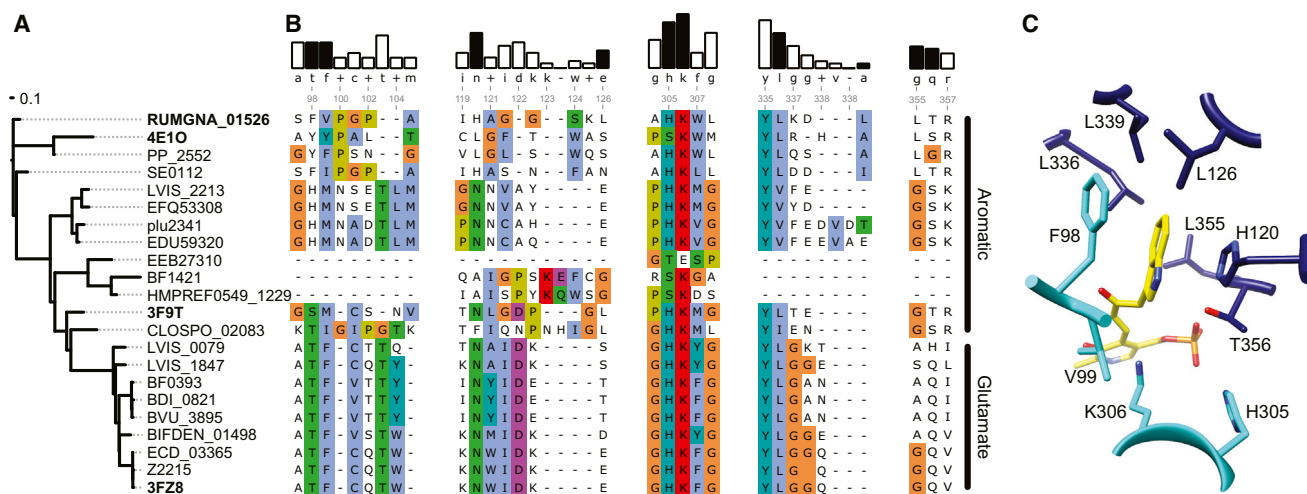 A B C
a t f + c + t + m i n + i d k k - w + e g h k f g y l g g + v - a g q r
0.1 98 100 102 104 119 121 122 123 124 126 305 307 335 337 338 338 355 357
RUMGNA_01526 S F V P G P - A I H A G - G - S K L A H K W L Y L K D - L L T R
4E1O A Y Y P A L - T C L G F - T - W A S P S K W M Y L R - H - A L S R
PP_2552 G Y F P S N - G V L G L - S - W Q S A H K W L Y L Q S - A L G R
SE0112 S F I P G P - A I H A S - N - F A N A H K L L Y L D D - I L T R
LVIS_2213 G H M N S E T L M G N V A Y - - - E P H K M G Y V F E - - - - G S K
EFQ53308 G H M N S E T L M G N V A Y - - - E P H K V G Y V F E - - - - G S K
plu2341 G H M N A D T L M P N C A H - - - E P H K V G Y V F E D V D T G S K
EDU59320 G H M N A D T L M N N C A Q - - - E P H K V G Y V F E E V A E G S K
EEB27310 - - - - - - - - - - - - - - - - - - G T E S P - - - - - - - - - - -
BF1421 - - - - - - - - - Q A I G P S K E F C G R S K G A - - - - - - - - - - -
HMPREF0549_1229 - - - - - - - - - I A I S P Y K Q W S G P S K D S - - - - - - - - - - -
3F9T G S M - C - S N V T N L G D P - - G L P H K M G Y L T E - - - - G T R
CLOSPO_02083 K T I G I P G T K T F I Q N P N H I G L G H K M L Y I E N - - - - G S R
LVIS_0079 A T F - C T T Q - T N A I D K - - - - S G H K Y G Y L G K T - - - A H I
LVIS_1847 A T F - C Q T Y - K N A I D K - - - - S G H K Y G Y L G G E - - - S Q L
BF0393 A T F - V T T Y - I N Y I D E - - - - T G H K F G Y L G A N - - - A Q I
BDI_0821 A T F - V T T Y - I N Y I D E - - - - T G H K F G Y L G A N - - - A Q I
BVU_3895 A T F - V T T Y - I N Y I D E - - - - T G H K F G Y L G A N - - - A Q I
BIFDEN_01498 A T F - V S T W - K N M I D K - - - - D G H K Y G Y L G G E - - - A Q V
ECD_03365 A T F - C Q T W - K N W I D K - - - - E G H K F G Y L G G Q - - - G Q V
Z2215 A T F - C Q T W - K N W I D K - - - - E G H K F G Y L G G Q - - - G Q V
3FZ8 A T F - C Q T W - K N W I D K - - - - E G H K F G Y L G G Q - - - G Q V
Aromatic
Glutamate
L339
L336
L126
F98
L355
H120
T356
V99
K306
H305